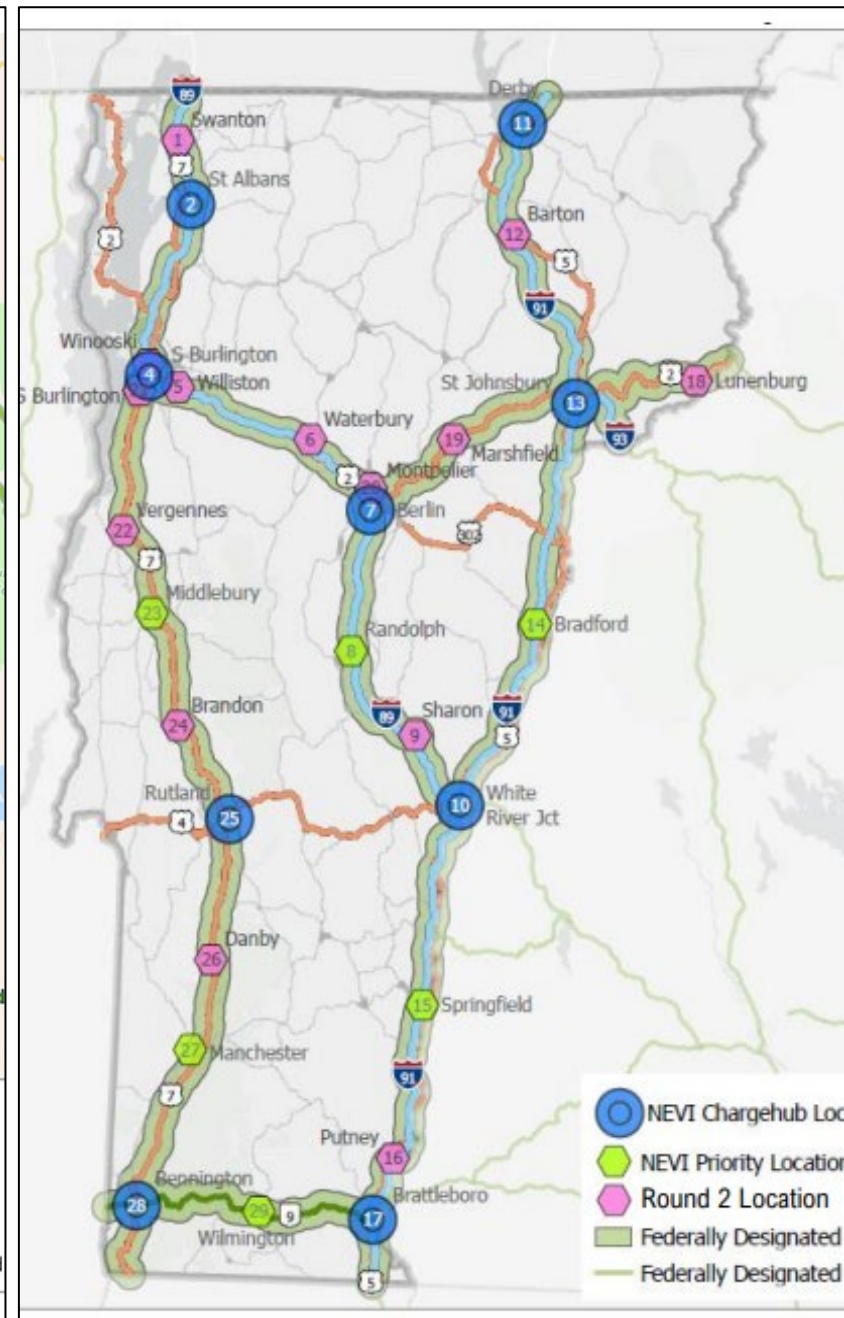 89
Derby
11
Swanton
1
7
St Albans
2
Barton
12
2
5
91
Winooski
S Burlington
4
5
Williston
S Burlington
St Johnsbury
13
2
18
Lunenburg
Waterbury
6
19
Marshfield
93
2
Montpelier
7
Berlin
Vergennes
22
302
7
Middlebury
23
Randolph
8
14
Bradford
Brandon
24
89
Sharon
9
91
5
Rutland
25
4
10
White
River Jct
Danby
26
15
Springfield
27
Manchester
91
7
Putney
16
Bennington
28
29
9
Wilmington
Brattleboro
17
5
NEVI Chargehub Loc
NEVI Priority Location
Round 2 Location
Federally Designated
Federally Designated